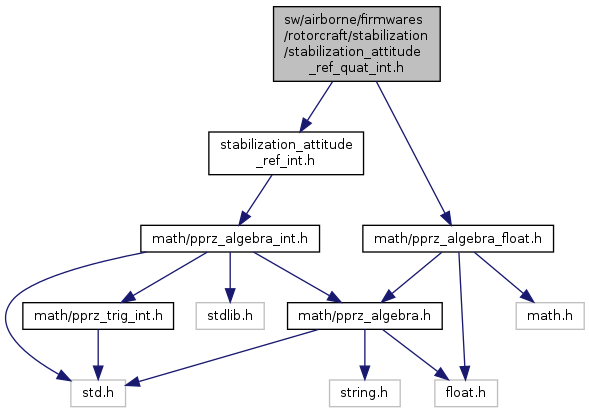 sw/airborne/firmwares
/rotorcraft/stabilization
/stabilization_attitude
_ref_quat_int.h
stabilization_attitude
_ref_int.h
math/pprz_algebra_int.h
math/pprz_algebra_float.h
math/pprz_trig_int.h
stdlib.h
math/pprz_algebra.h
math.h
std.h
string.h
float.h